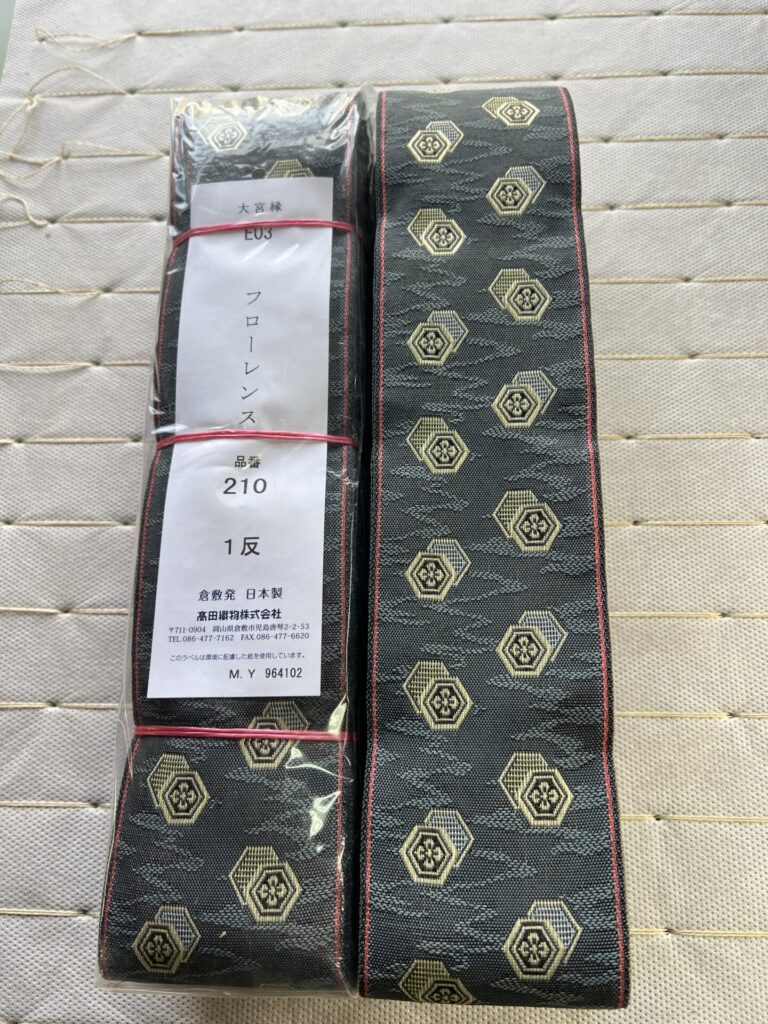 大宮縁
E03
フローレンス
品番
210
1反
倉敷発 日本製
髙田織物株式会社
〒711-0904 岡山県倉敷市児島唐琴2-2-53
TEL.086-477-7162 FAX.086-477-6620
このラベルは環境に配慮した紙を使用しています。
M.Y 964102